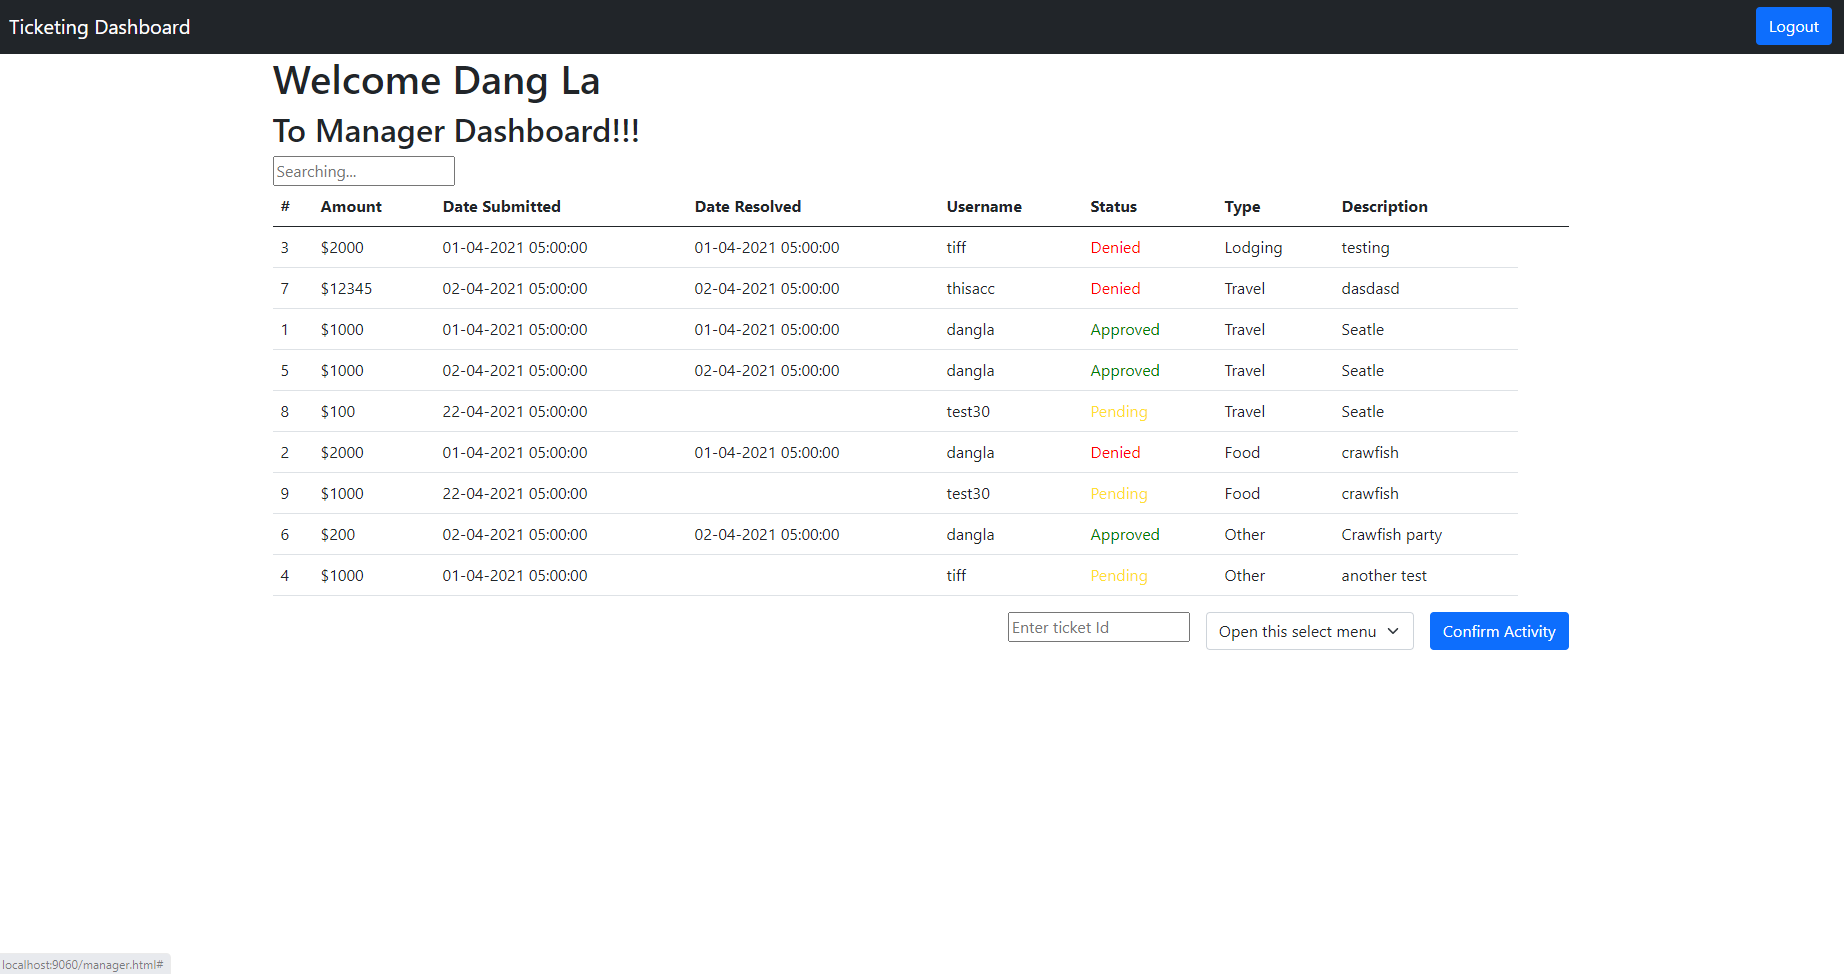 Ticketing Dashboard Logout
Welcome Dang La
To Manager Dashboard!!!
Searching...
# Amount Date Submitted Date Resolved Username Status Type Description
3 $2000 01-04-2021 05:00:00 01-04-2021 05:00:00 tiff Denied Lodging testing
7 $12345 02-04-2021 05:00:00 02-04-2021 05:00:00 thisacc Denied Travel dasdasd
1 $1000 01-04-2021 05:00:00 01-04-2021 05:00:00 dangla Approved Travel Seatle
5 $1000 02-04-2021 05:00:00 02-04-2021 05:00:00 dangla Approved Travel Seatle
8 $100 22-04-2021 05:00:00 test30 Pending Travel Seatle
2 $2000 01-04-2021 05:00:00 01-04-2021 05:00:00 dangla Denied Food crawfish
9 $1000 22-04-2021 05:00:00 test30 Pending Food crawfish
6 $200 02-04-2021 05:00:00 02-04-2021 05:00:00 dangla Approved Other Crawfish party
4 $1000 01-04-2021 05:00:00 tiff Pending Other another test
Enter ticket Id Open this select menu Confirm Activity
localhost:9060/manager.html#